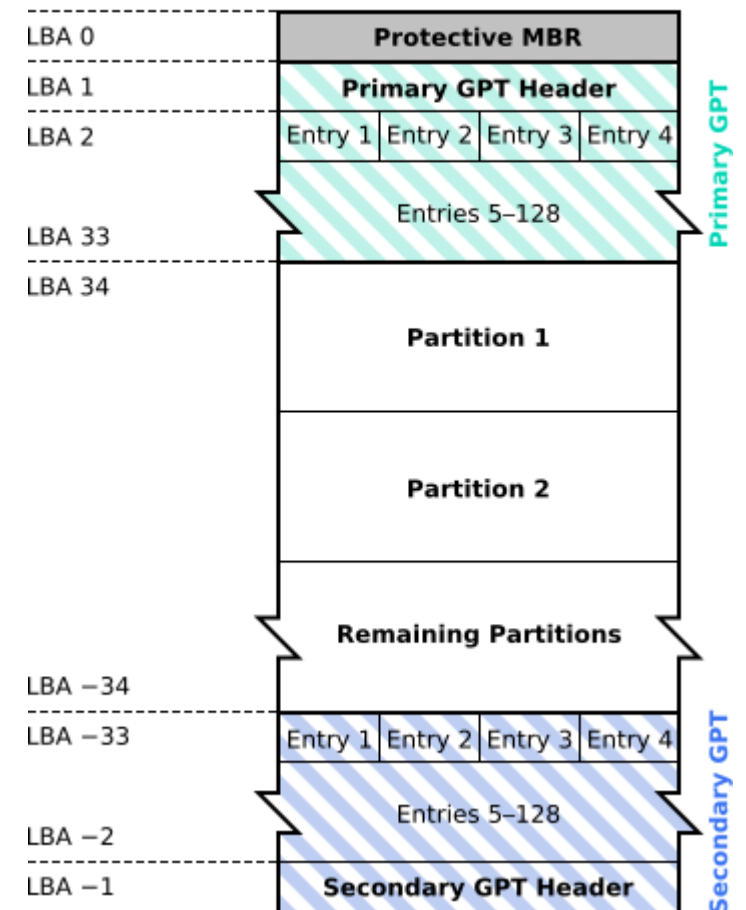 LBA 0
Protective MBR
LBA 1
Primary GPT Header
LBA 2
Entry 1
Entry 2
Entry 3
Entry 4
Primary GPT
Entries 5–128
LBA 33
LBA 34
Partition 1
Partition 2
Remaining Partitions
LBA −34
LBA −33
Entry 1
Entry 2
Entry 3
Entry 4
Secondary GPT
Entries 5–128
LBA −2
LBA −1
Secondary GPT Header